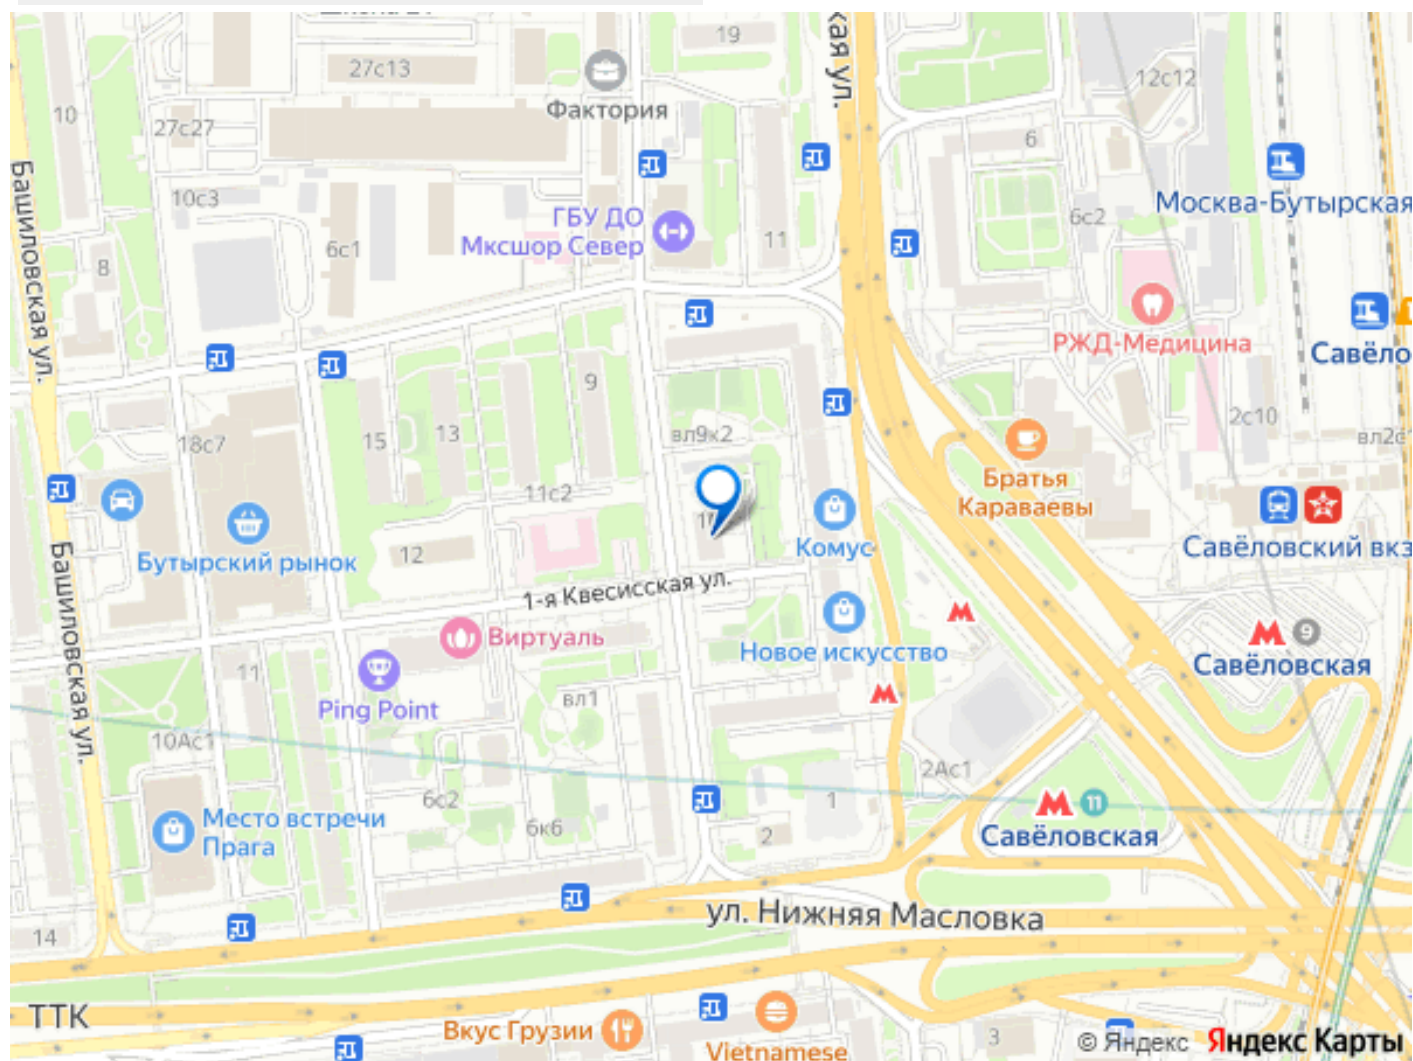 19
27с13
Фактория
12с12
10
27с27
6
10с3
ГБУ ДО
Мксшор Север
6с1
11
6с2
Москва-Бутырская
Башиловская ул.
8
РЖД-Медицина
9
2с10
18с7
15
13
вл9к2
Братья
Караваевы
11с2
Комус
Бутырский рынок
12
1-я Квесисская ул.
Башиловская ул.
Виртуаль
Новое искусство
9
Савёловская
11
Ping Point
вл1
10Ас1
2Ас1
6с2
6к6
1
2
11
Савёловская
Место встречи
Прага
ул. Нижняя Масловка
14
ТТК
Вкус Грузии
Vietnamese
3
© Яндекс Яндекс Карты